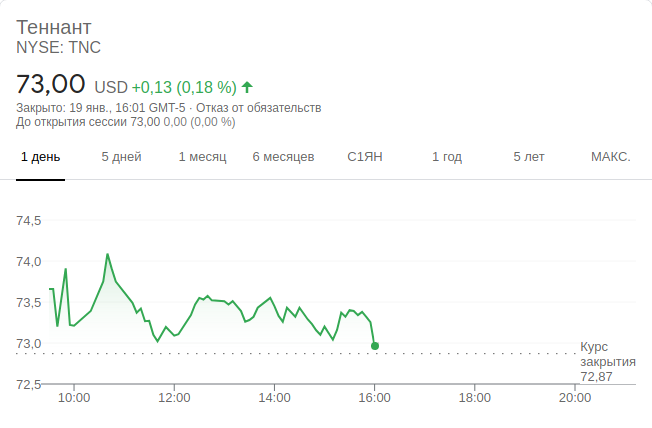 Теннант
NYSE: TNC
73,00 USD +0,13 (0,18 %)
Закрыто: 19 янв., 16:01 GMT-5 · Отказ от обязательств
До открытия сессии 73,00 0,00 (0,00 %)
1 день 5 дней 1 месяц 6 месяцев С1ЯН 1 год 5 лет МАКС.
74,5
74,0
73,5
73,0
Курс
закрытия
72,87
72,5
10:00 12:00 14:00 16:00 18:00 20:00